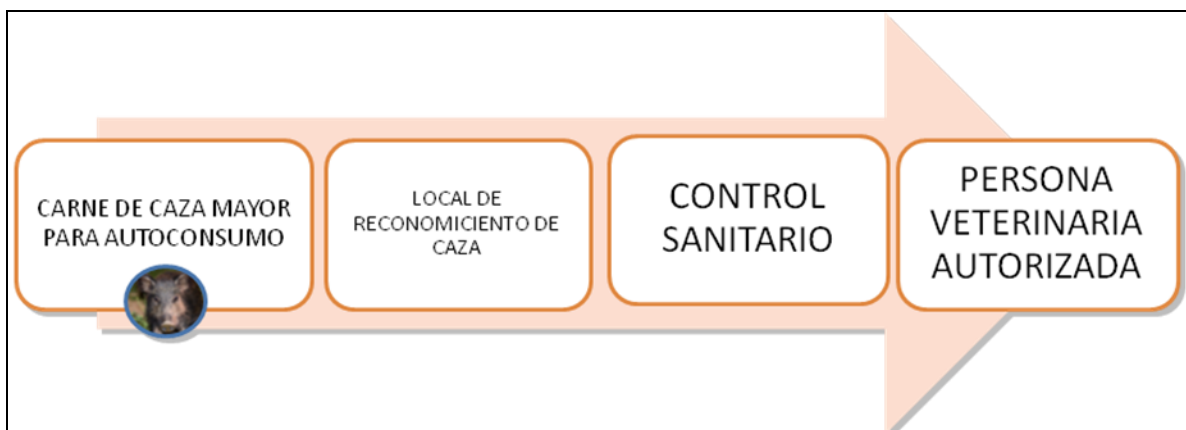 CARNE DE CAZA MAYOR
PARA AUTOCONSUMO
LOCAL DE
RECONOMICIENTO DE
CAZA
CONTROL
SANITARIO
PERSONA
VETERINARIA
AUTORIZADA